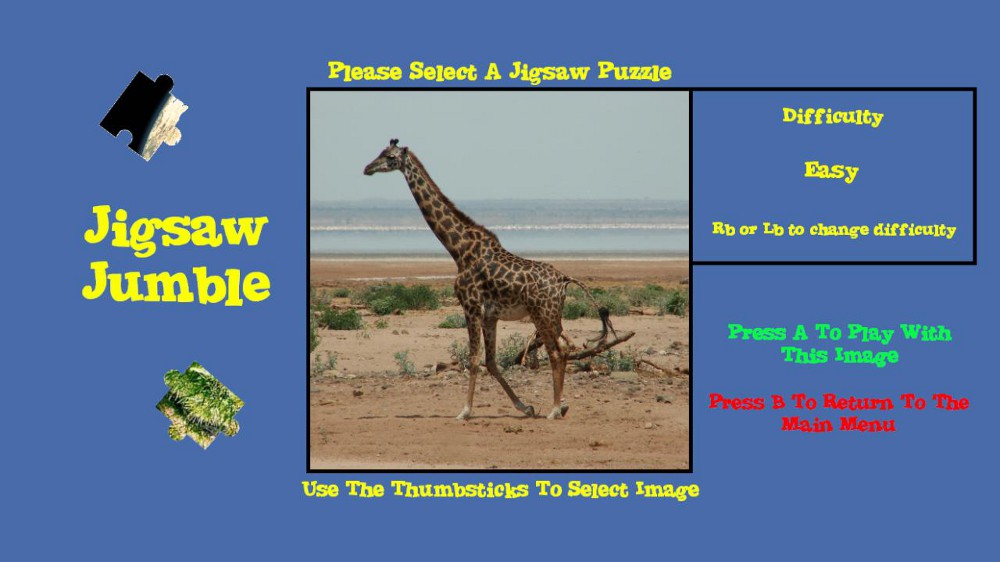 Please Select A Jigsaw Puzzle
Jigsaw
Jumble
Difficulty
Easy
Rb or Lb to change difficulty
Press A To Play With
This Image
Press B To Return To The
Main Menu
Use The Thumbsticks To Select Image